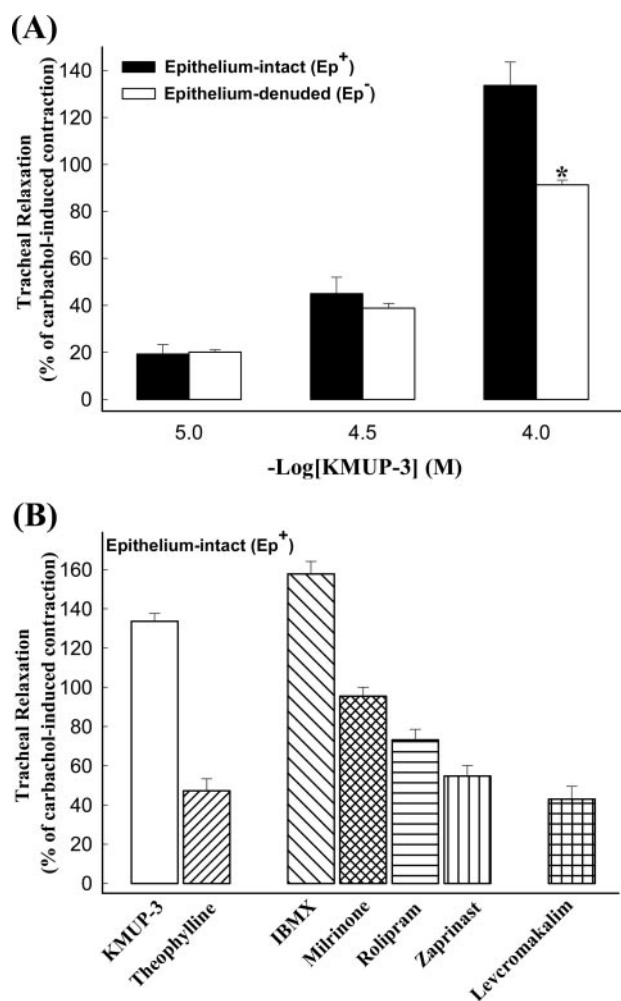 (A)
Tracheal Relaxation
(% of carbachol-induced contraction)
140
120
100
80
60
40
20
0
Epithelium-intact (Ep+)
Epithelium-denuded (Ep-)
*
5.0
4.5
4.0
-Log[KMUP-3] (M)
(B)
Epithelium-intact (Ep+)
Tracheal Relaxation
(% of carbachol-induced contraction)
160
140
120
100
80
60
40
20
0
KMUP-3
Theophylline
IBMX
Milrinone
Rolipram
Zaprinast
Levcromakalim